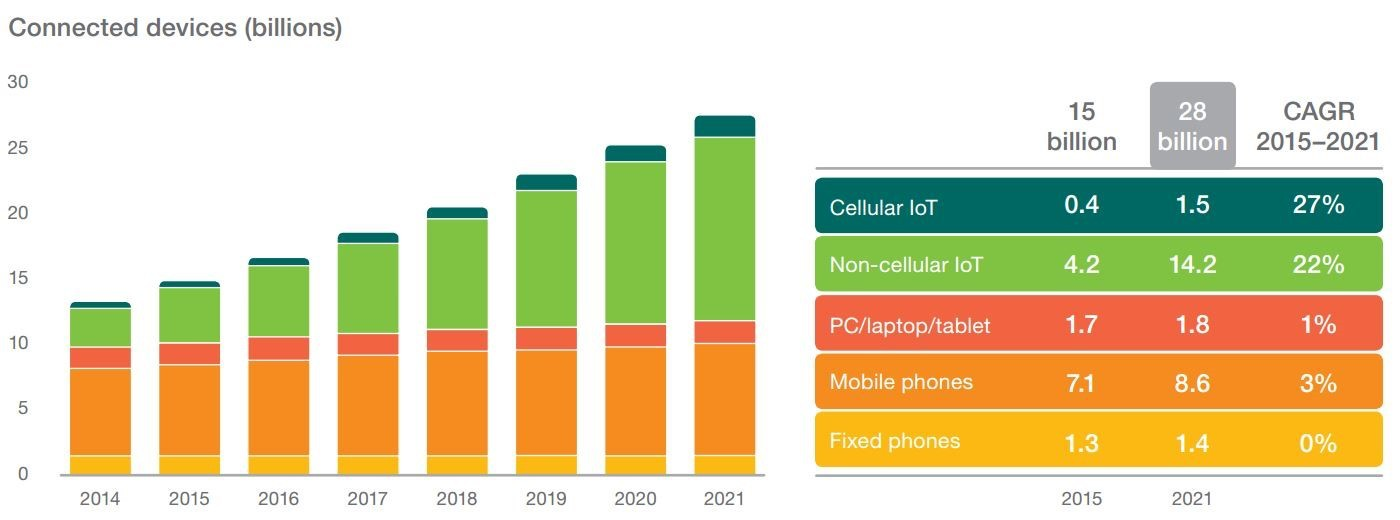 Connected devices (billions)
30
25
20
15
10
5
0
2014 2015 2016 2017 2018 2019 2020 2021
15 billion
28 billion
CAGR 2015–2021
Cellular IoT 0.4 1.5 27%
Non-cellular IoT 4.2 14.2 22%
PC/laptop/tablet 1.7 1.8 1%
Mobile phones 7.1 8.6 3%
Fixed phones 1.3 1.4 0%
2015 2021